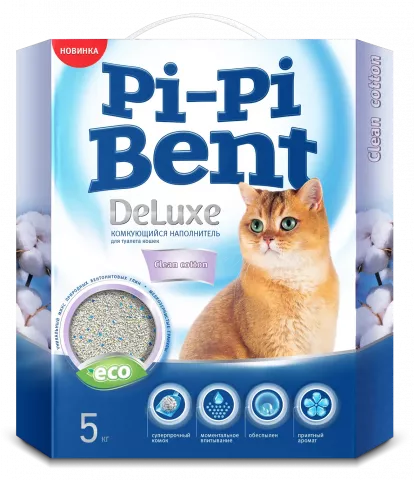 НОВИНКА
Pi-Pi
Bent
DeLuxe
КОМКУЮЩИЙСЯ НАПОЛНИТЕЛЬ
для туалета кошек
Clean cotton
Clean cotton
eco
5 кг
суперпрочный
комок
моментальное
впитывание
обеспылен
приятный
аромат